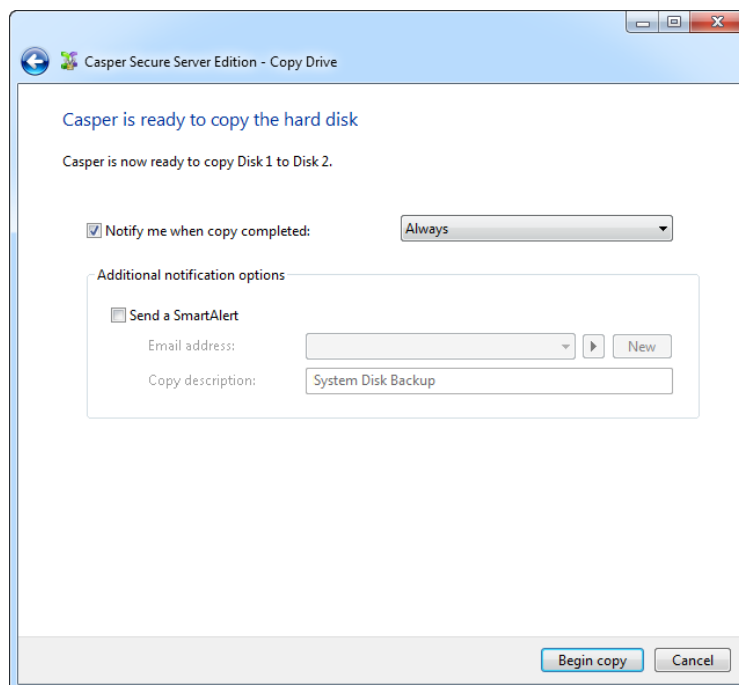 Casper Secure Server Edition - Copy Drive
Casper is ready to copy the hard disk
Casper is now ready to copy Disk 1 to Disk 2.
Notify me when copy completed: Always
Additional notification options
Send a SmartAlert
Email address: New
Copy description: System Disk Backup
Begin copy Cancel